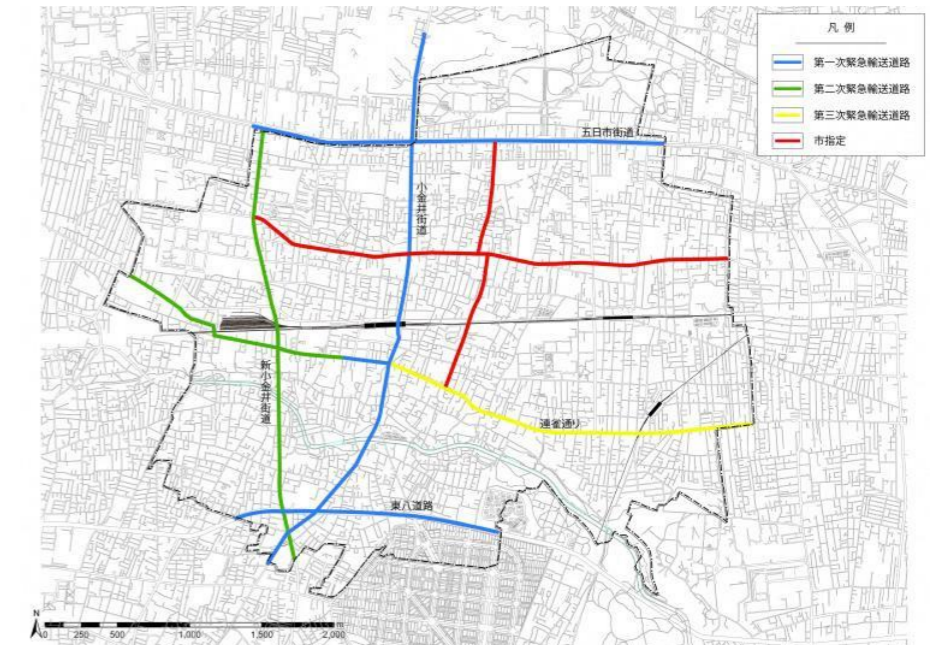 凡 例
第一次緊急輸送道路
第二次緊急輸送道路
第三次緊急輸送道路
市指定
五日市街道
小金井街道
新小金井街道
連雀通り
東八道路
N
0 250 500 1,000 1,500 2,000